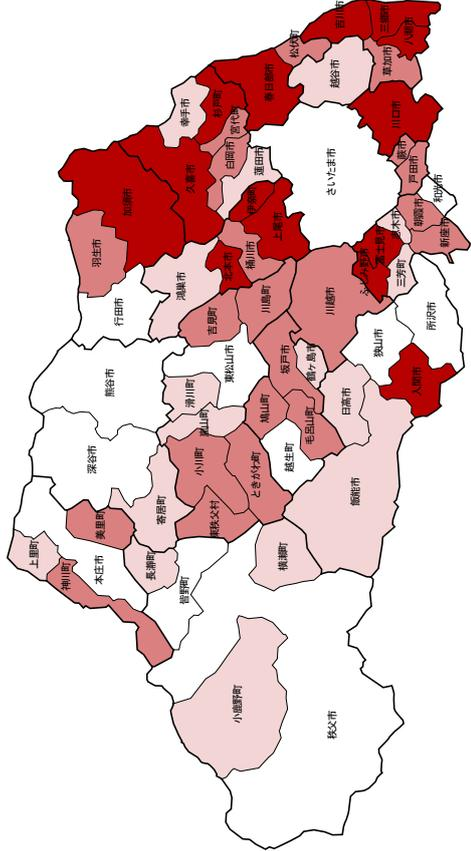 上里町
神川町
本庄市
美里町
深谷市
熊谷市
行田市
羽生市
加須市
久喜市
幸手市
杉戸町
宮代町
白岡市
蓮田市
伊奈町
春日部市
松伏町
吉川市
三郷市
八潮市
草加市
越谷市
川口市
蕨市
戸田市
さいたま市
上尾市
桶川市
北本市
鴻巣市
吉見町
川島町
川越市
ふじみ野市
富士見市
志木市
朝霞市
和光市
新座市
三芳町
所沢市
狭山市
入間市
日高市
鶴ヶ島市
坂戸市
東松山市
滑川町
嵐山町
小川町
寄居町
長瀞町
皆野町
東秩父村
ときがわ町
鳩山町
毛呂山町
越生町
飯能市
横瀬町
小鹿野町
秩父市